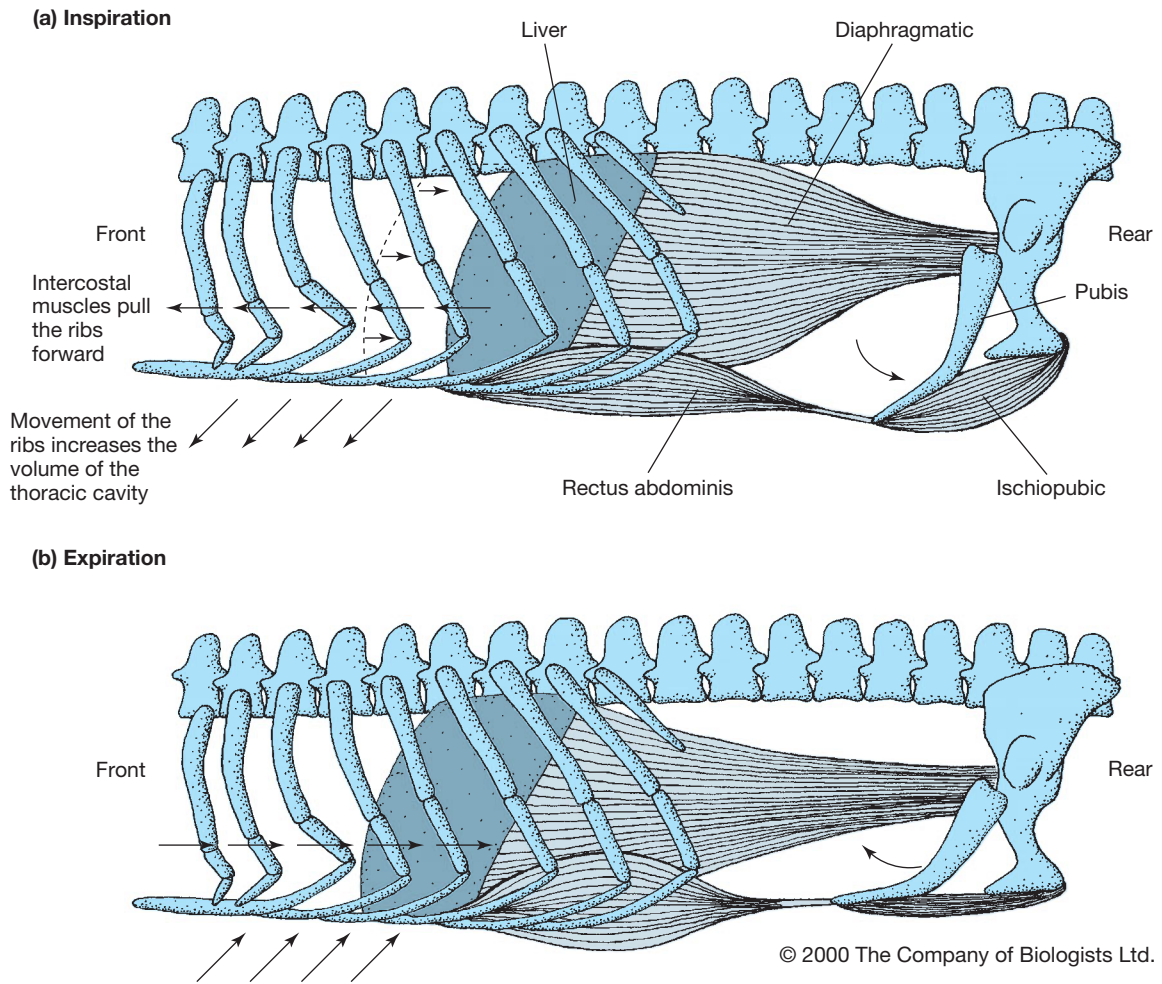 (a) Inspiration
Liver
Diaphragmatic
Front
Rear
Intercostal
muscles pull
the ribs
forward
Pubis
Movement of the
ribs increases the
volume of the
thoracic cavity
Rectus abdominis
Ischiopubic
(b) Expiration
Front
Rear
© 2000 The Company of Biologists Ltd.